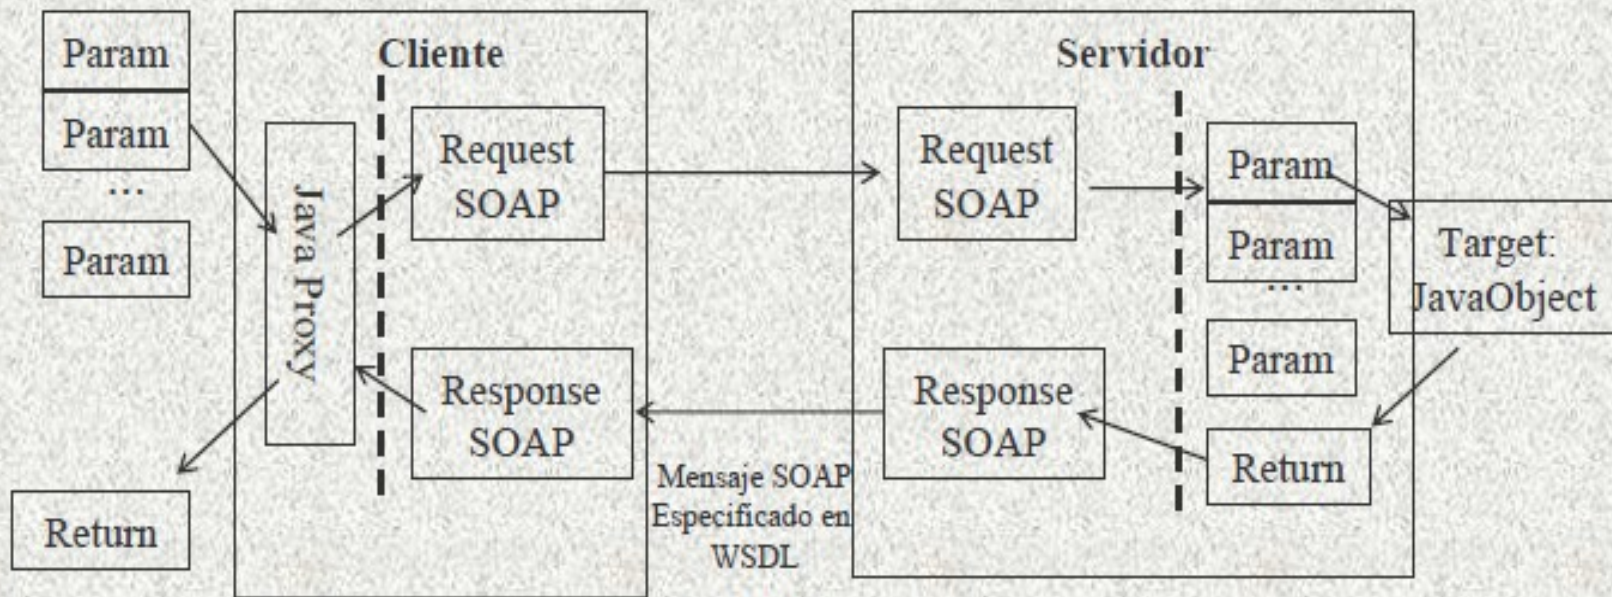 Param
Param
...
Param
Return
Cliente
Java Proxy
Request
SOAP
Response
SOAP
Mensaje SOAP
Especificado en
WSDL
Servidor
Request
SOAP
Response
SOAP
Param
Param
...
Param
Return
Target:
JavaObject